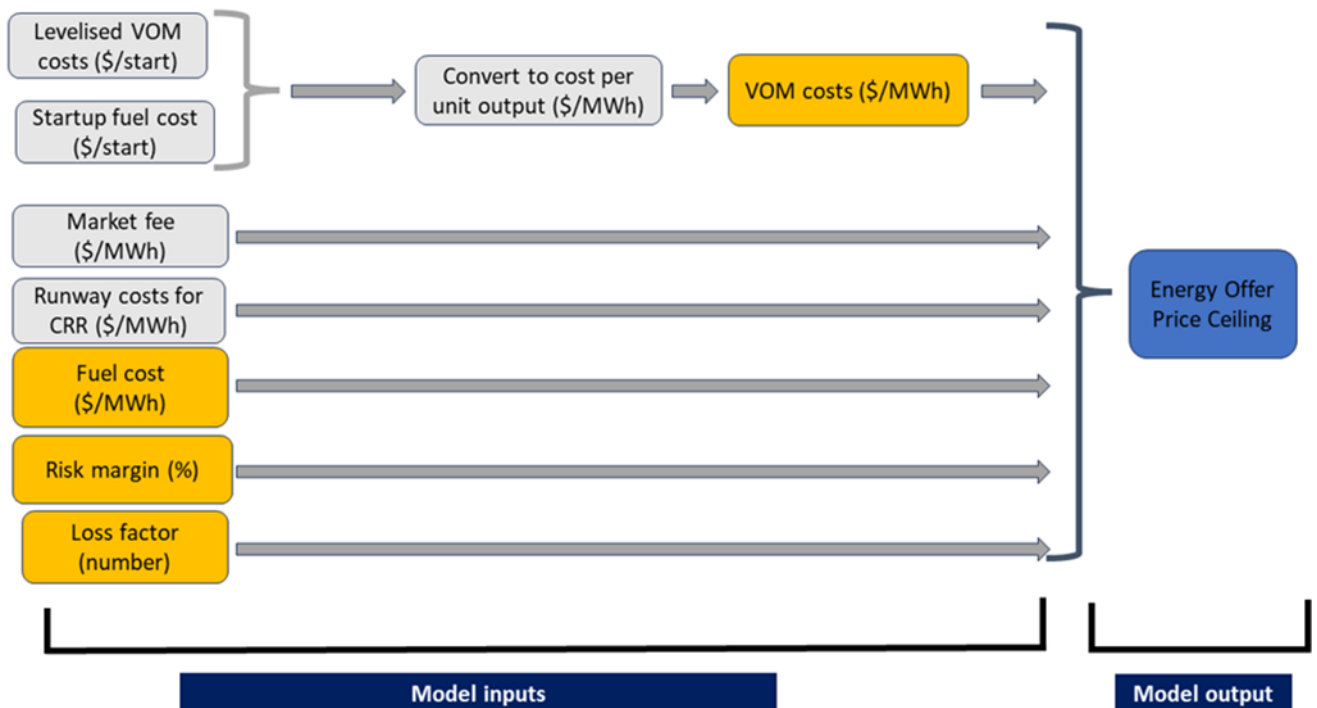 Levelised VOM
costs ($/start)
Startup fuel cost
($/start)
Convert to cost per
unit output ($/MWh)
VOM costs ($/MWh)
Market fee
($/MWh)
Runway costs for
CRR ($/MWh)
Fuel cost
($/MWh)
Risk margin (%)
Loss factor
(number)
Energy Offer
Price Ceiling
Model inputs
Model output